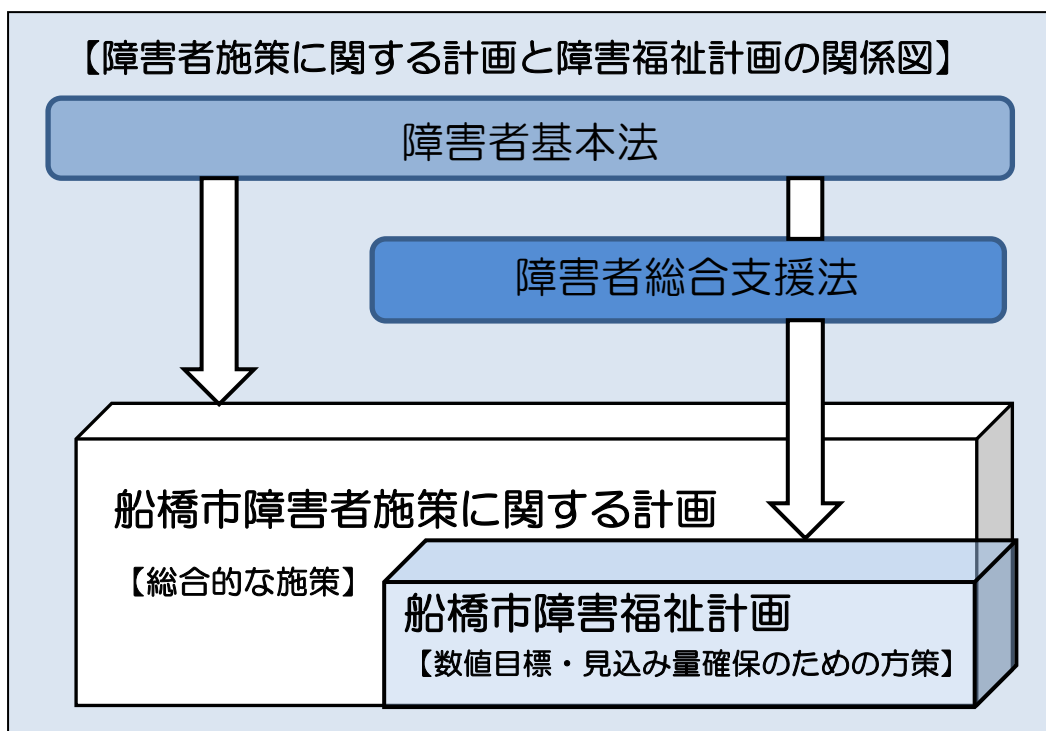 【障害者施策に関する計画と障害福祉計画の関係図】
障害者基本法
障害者総合支援法
船橋市障害者施策に関する計画
【総合的な施策】
船橋市障害福祉計画
【数値目標・見込み量確保のための方策】